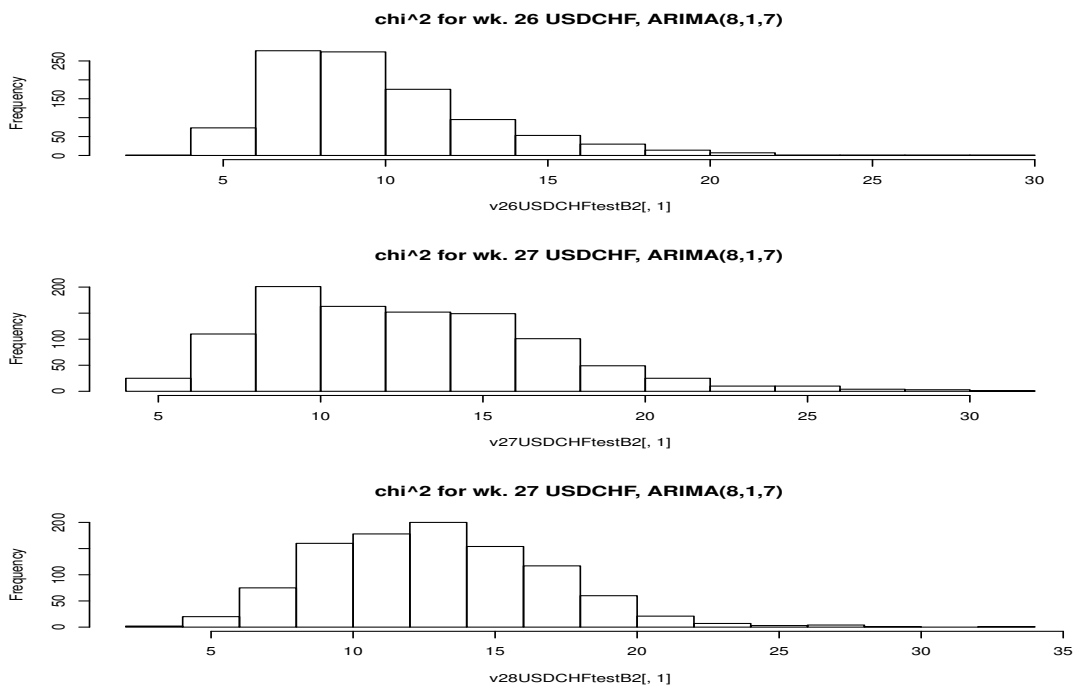 chi^2 for wk. 26 USDCHF, ARIMA(8,1,7)
Frequency
0 50 150 250
5 10 15 20 25 30
v26USDCHFtestB2[, 1]
chi^2 for wk. 27 USDCHF, ARIMA(8,1,7)
Frequency
0 50 100 200
5 10 15 20 25 30
v27USDCHFtestB2[, 1]
chi^2 for wk. 27 USDCHF, ARIMA(8,1,7)
Frequency
0 50 100 200
5 10 15 20 25 30 35
v28USDCHFtestB2[, 1]